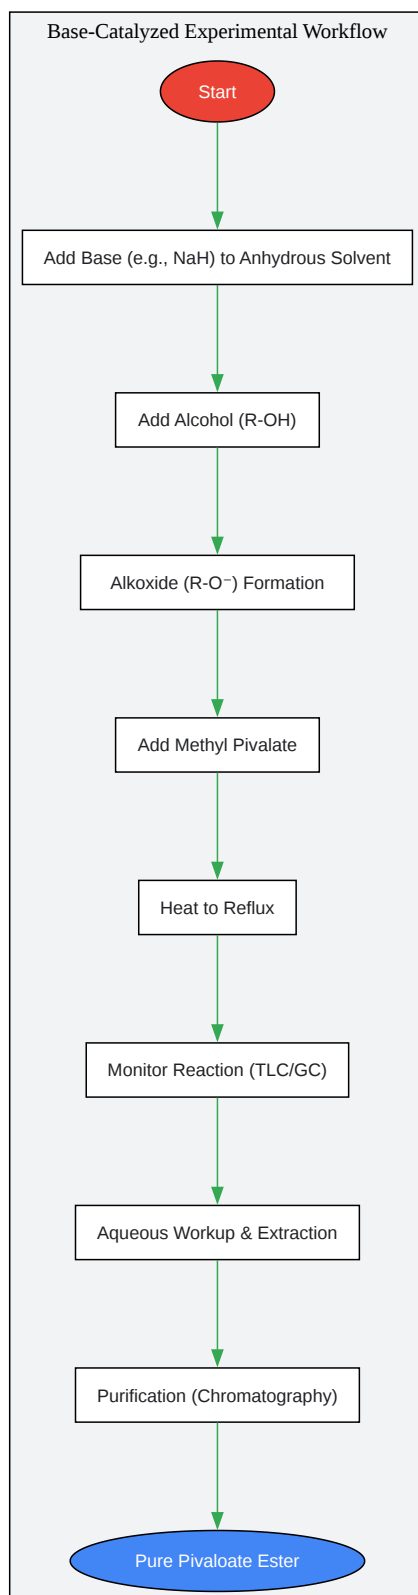 Base-Catalyzed Experimental Workflow
Start
Add Base (e.g., NaH) to Anhydrous Solvent
Add Alcohol (R-OH)
Alkoxide (R-O⁻) Formation
Add Methyl Pivalate
Heat to Reflux
Monitor Reaction (TLC/GC)
Aqueous Workup & Extraction
Purification (Chromatography)
Pure Pivaloate Ester